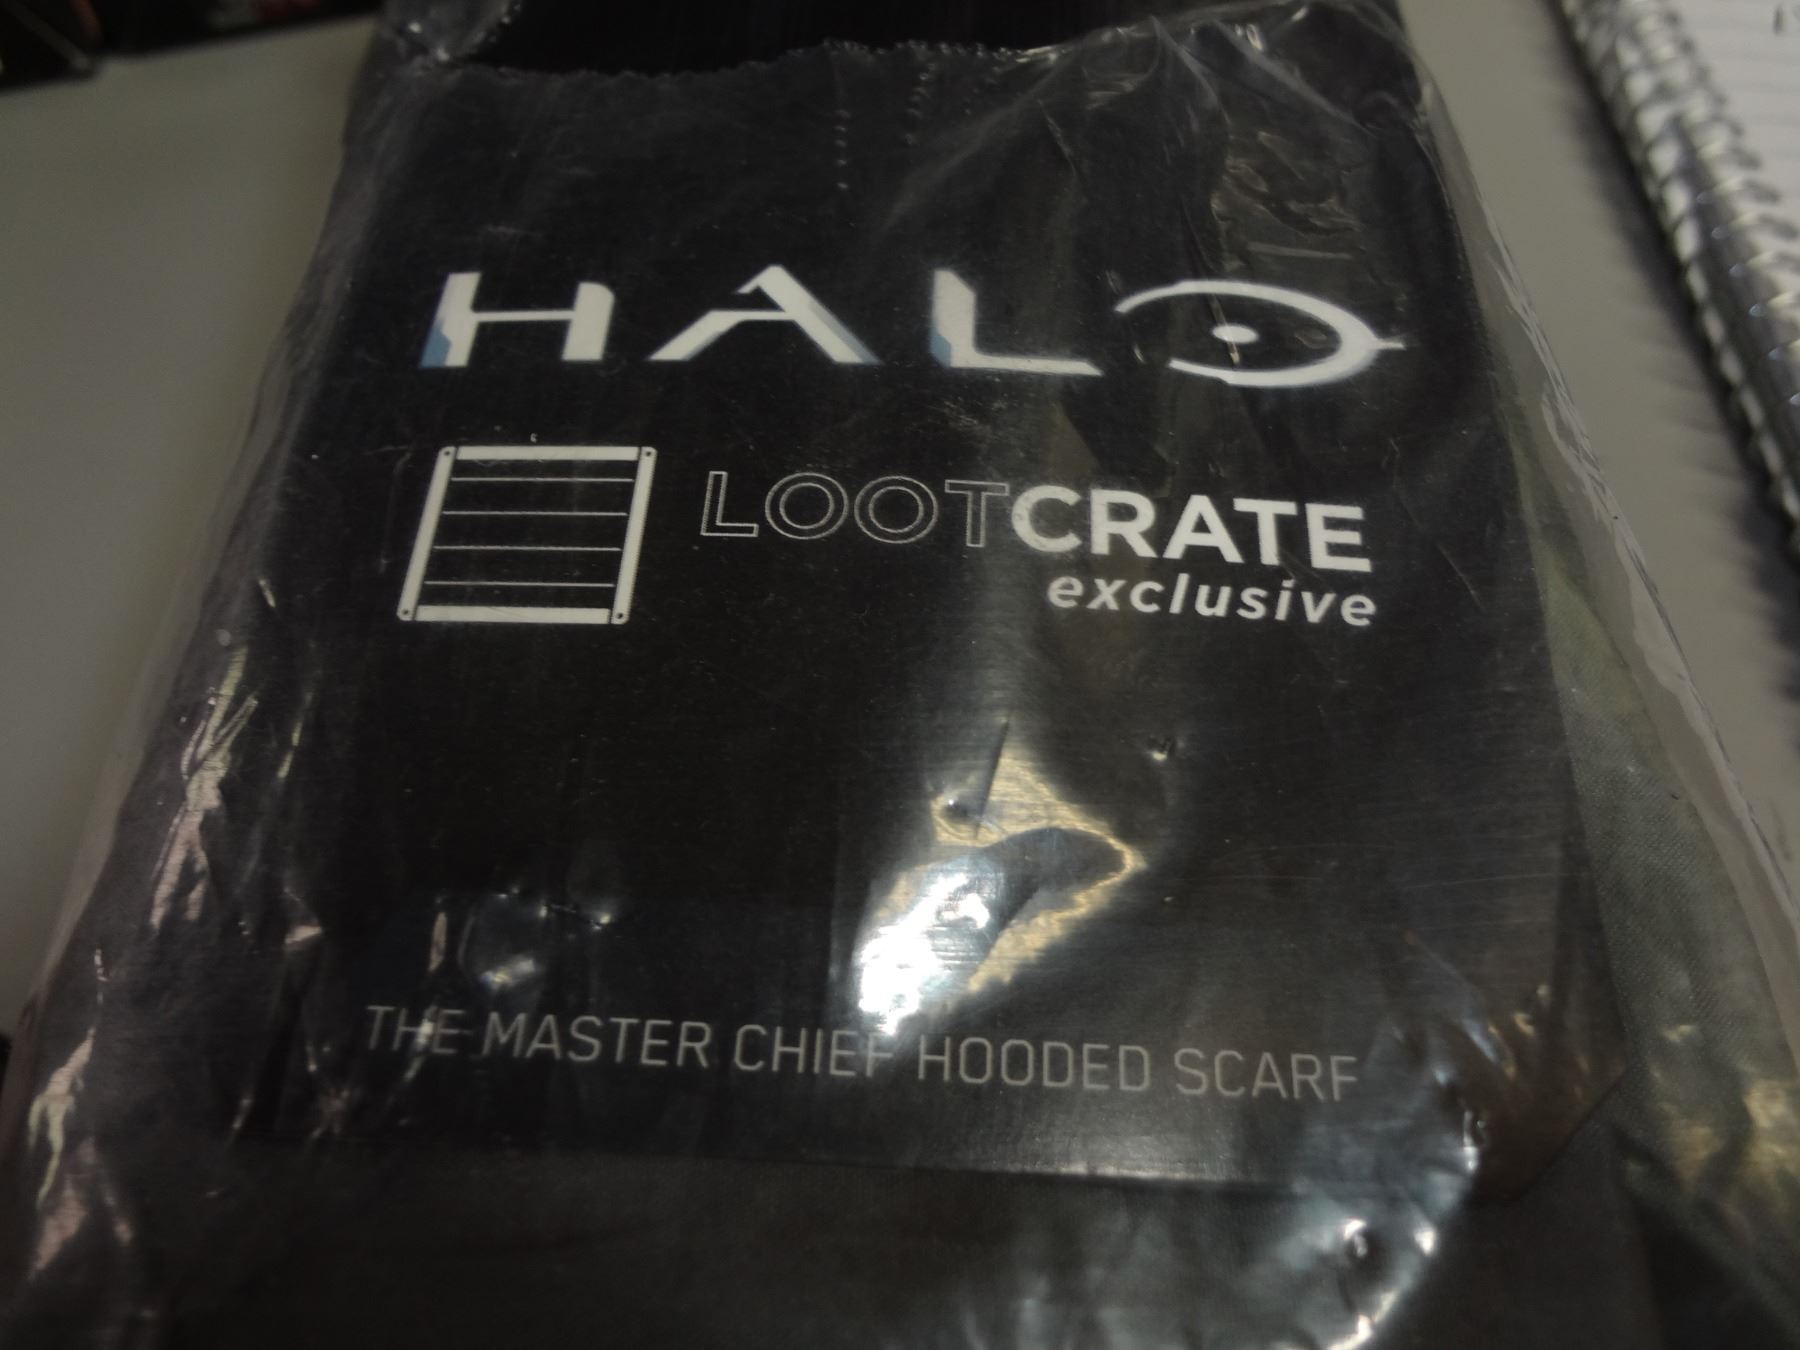 HALO
LOOTCRATE
exclusive
THE MASTER CHIEF HOODED SCARF